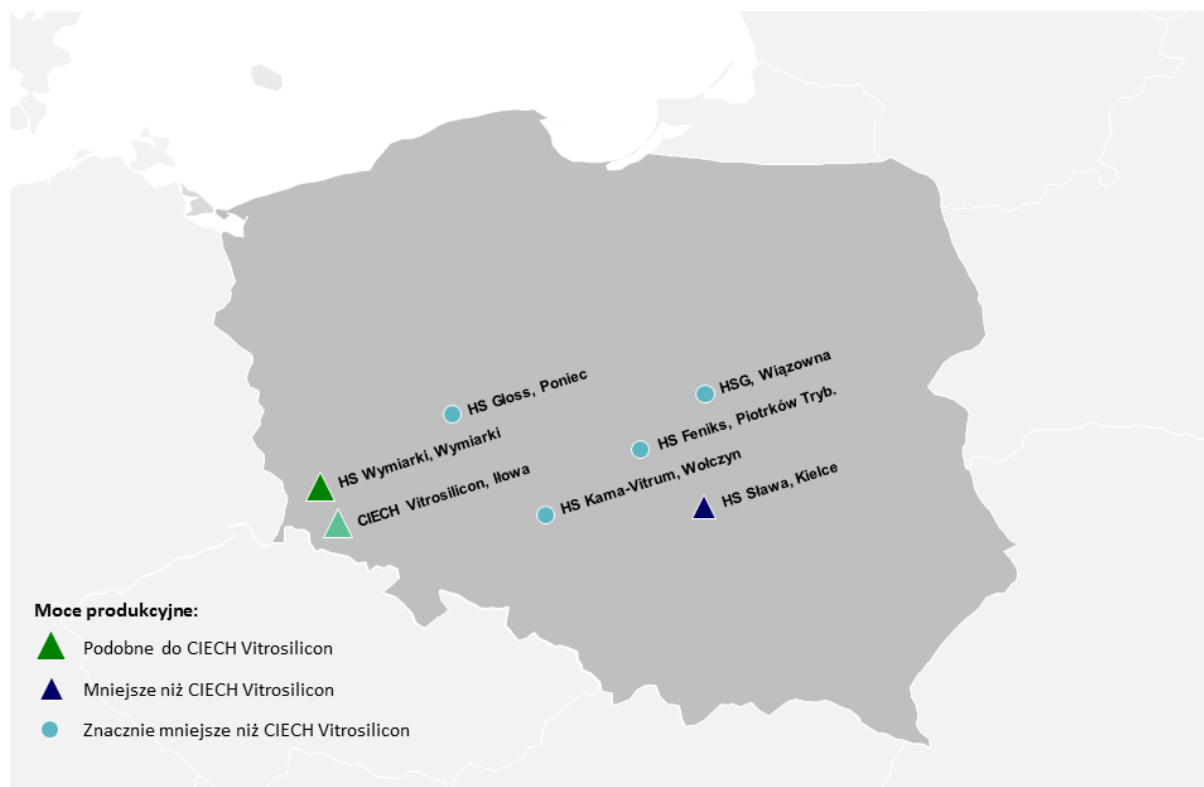 HSG, Wiązowna
HS Gloss, Poniec
HS Feniks, Piotrków Tryb.
HS Wymiarki, Wymiarki
HS Kama-Vitrum, Wołczyn
CIECH Vitrosilicon, Iłowa
HS Sława, Kielce
Moce produkcyjne:
Podobne do CIECH Vitrosilicon
Mniejsze niż CIECH Vitrosilicon
Znacznie mniejsze niż CIECH Vitrosilicon